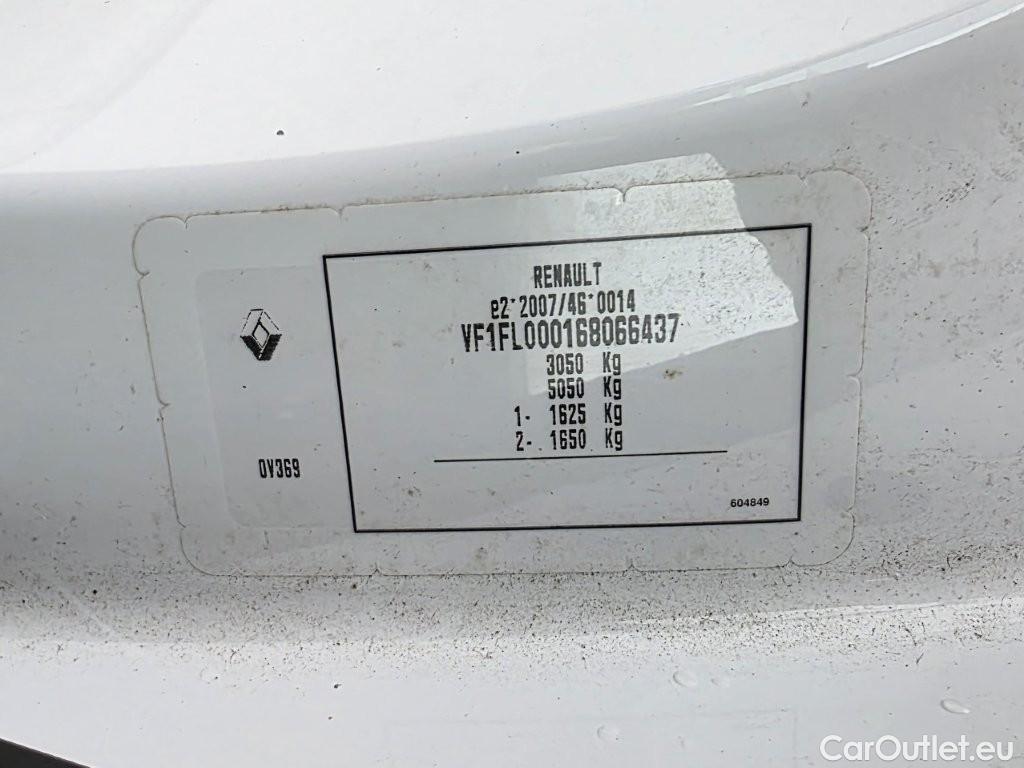 RENAULT
e2*2007/46*0014
VF1FL000168066437
3050 Kg
5050 Kg
1- 1625 Kg
2- 1650 Kg
0V369
604849
CarOutlet.eu